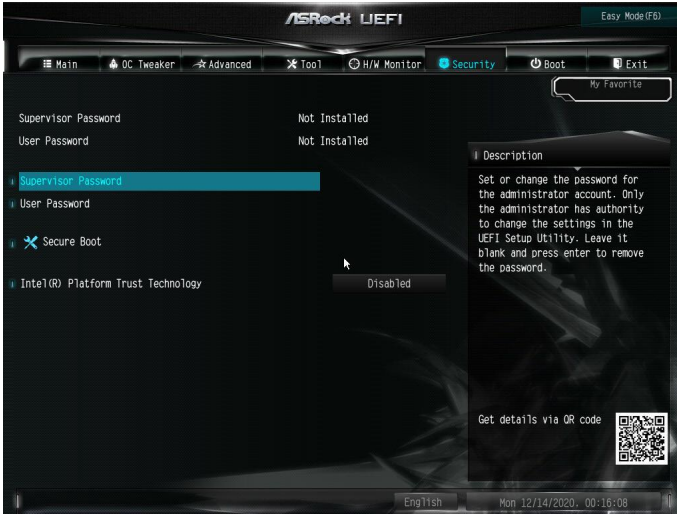 ASRock UEFI
Easy Mode(F6)
Main OC Tweaker Advanced Tool H/W Monitor Security Boot Exit
My Favorite
Supervisor Password Not Installed
User Password Not Installed
Description
Supervisor Password
User Password
Secure Boot
Intel(R) Platform Trust Technology Disabled
Set or change the password for
the administrator account. Only
the administrator has authority
to change the settings in the
UEFI Setup Utility. Leave it
blank and press enter to remove
the password.
Get details via QR code
English Mon 12/14/2020. 00:16:08